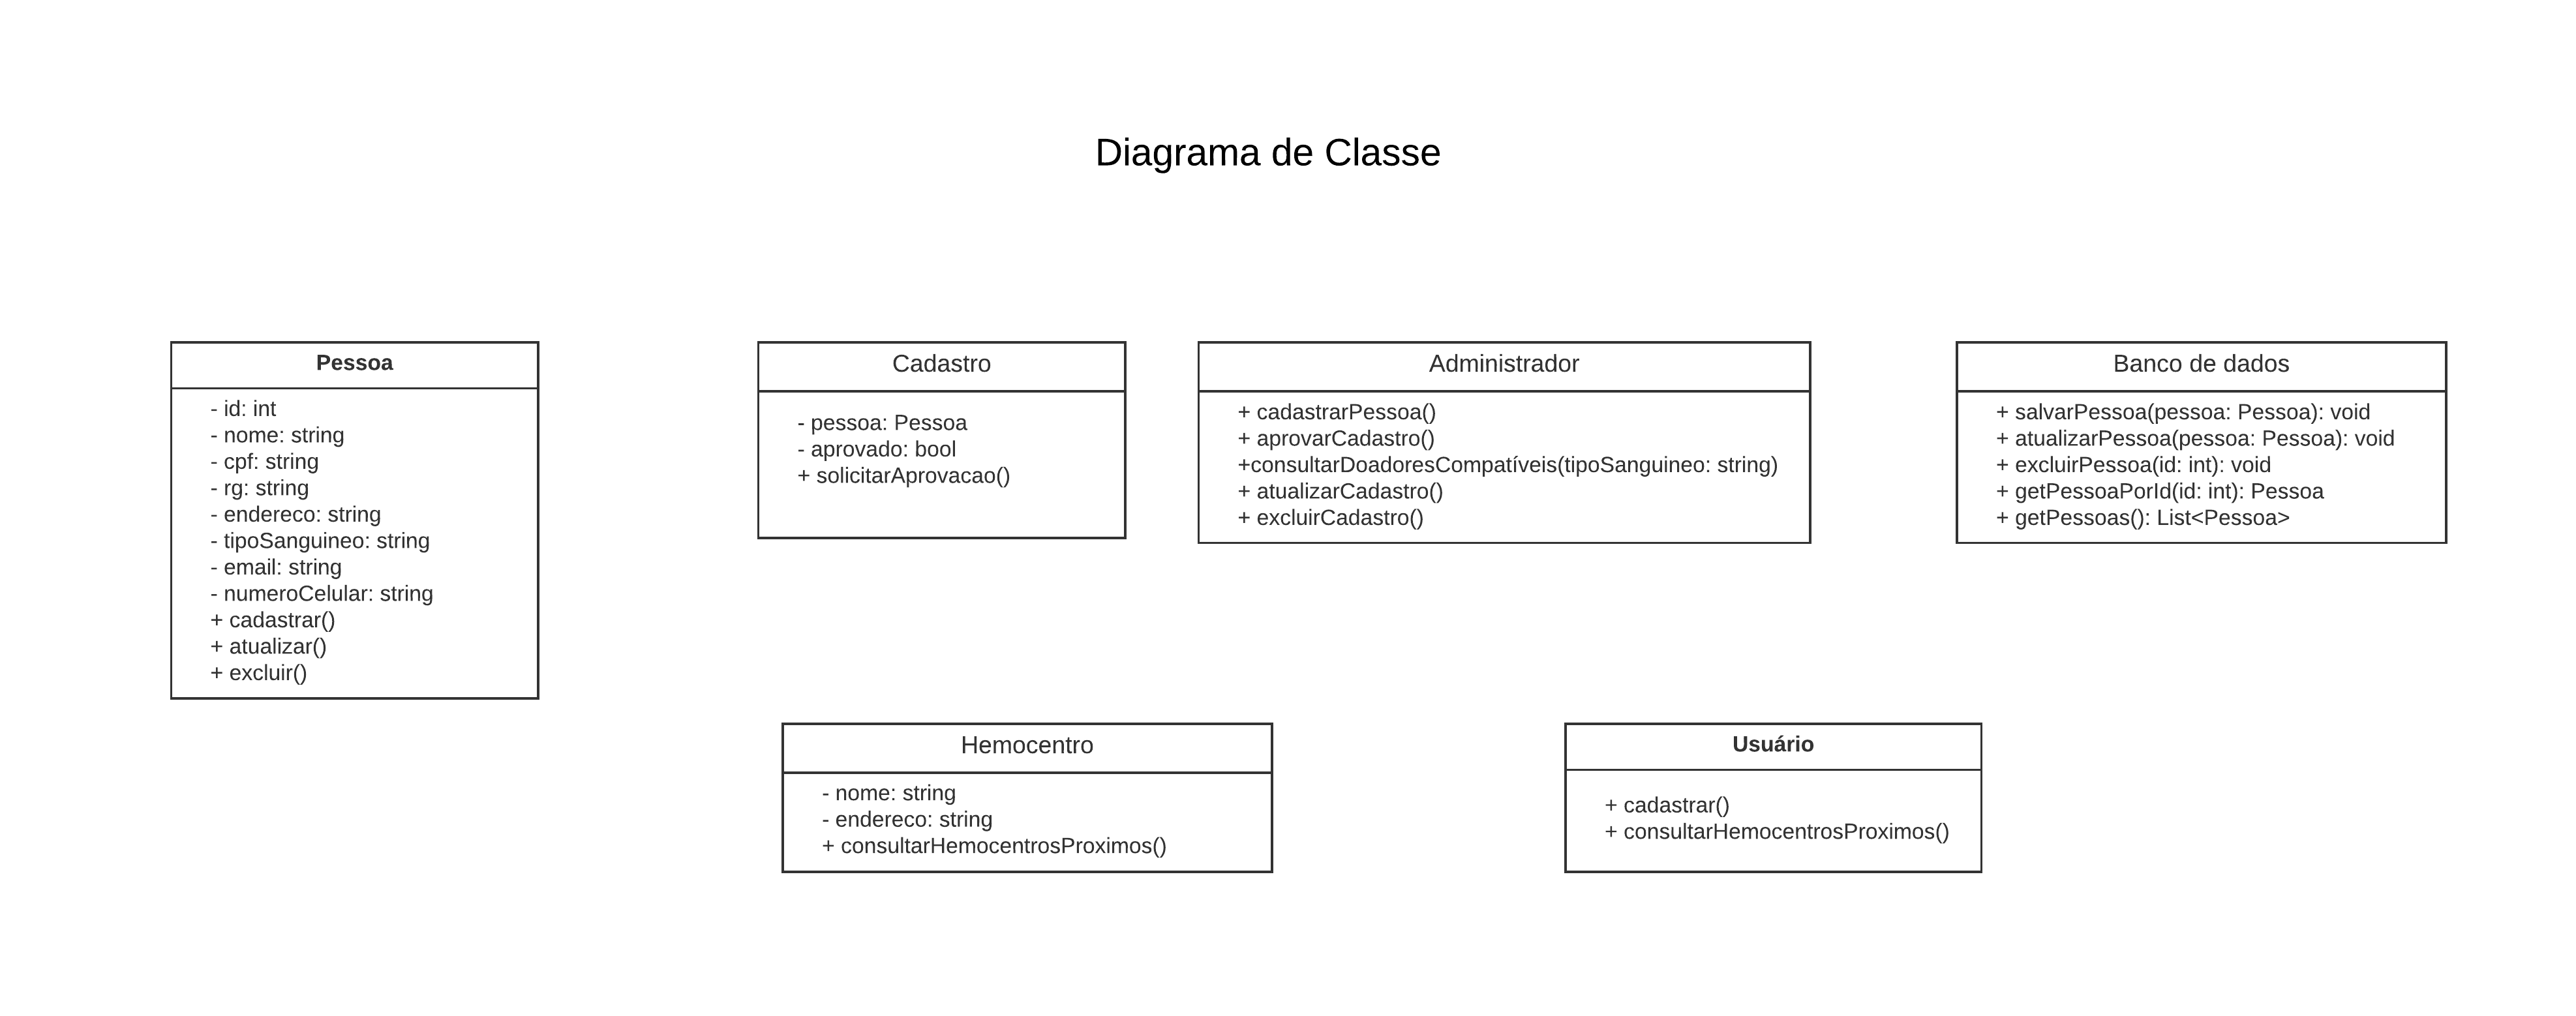 Diagrama de Classe
Pessoa
- id: int
- nome: string
- cpf: string
- rg: string
- endereco: string
- tipoSanguineo: string
- email: string
- numeroCelular: string
+ cadastrar()
+ atualizar()
+ excluir()
Cadastro
- pessoa: Pessoa
- aprovado: bool
+ solicitarAprovacao()
Administrador
+ cadastrarPessoa()
+ aprovarCadastro()
+consultarDoadoresCompatíveis(tipoSanguineo: string)
+ atualizarCadastro()
+ excluirCadastro()
Banco de dados
+ salvarPessoa(pessoa: Pessoa): void
+ atualizarPessoa(pessoa: Pessoa): void
+ excluirPessoa(id: int): void
+ getPessoaPorId(id: int): Pessoa
+ getPessoas(): List<Pessoa>
Hemocentro
- nome: string
- endereco: string
+ consultarHemocentrosProximos()
Usuário
+ cadastrar()
+ consultarHemocentrosProximos()